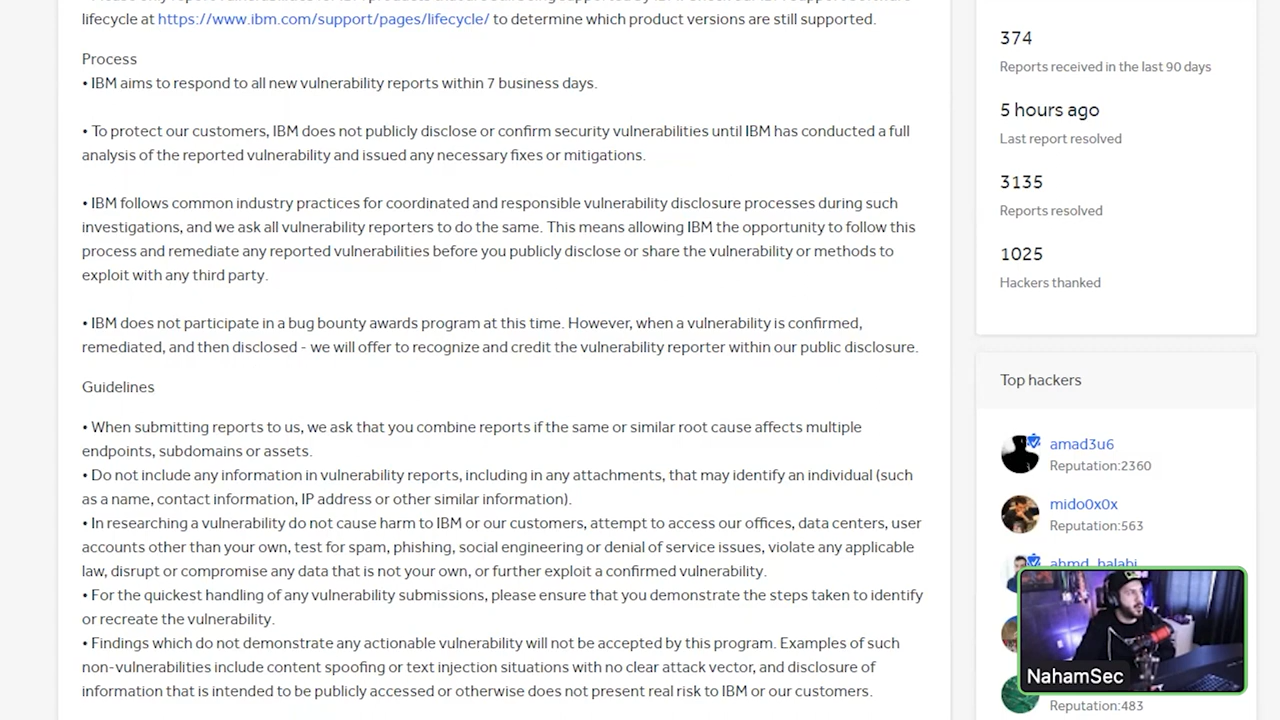 lifecycle at https://www.ibm.com/support/pages/lifecycle/ to determine which product versions are still supported.
Process
• IBM aims to respond to all new vulnerability reports within 7 business days.
• To protect our customers, IBM does not publicly disclose or confirm security vulnerabilities until IBM has conducted a full
analysis of the reported vulnerability and issued any necessary fixes or mitigations.
• IBM follows common industry practices for coordinated and responsible vulnerability disclosure processes during such
investigations, and we ask all vulnerability reporters to do the same. This means allowing IBM the opportunity to follow this
process and remediate any reported vulnerabilities before you publicly disclose or share the vulnerability or methods to
exploit with any third party.
• IBM does not participate in a bug bounty awards program at this time. However, when a vulnerability is confirmed,
remediated, and then disclosed - we will offer to recognize and credit the vulnerability reporter within our public disclosure.
Guidelines
• When submitting reports to us, we ask that you combine reports if the same or similar root cause affects multiple
endpoints, subdomains or assets.
• Do not include any information in vulnerability reports, including in any attachments, that may identify an individual (such
as a name, contact information, IP address or other similar information).
• In researching a vulnerability do not cause harm to IBM or our customers, attempt to access our offices, data centers, user
accounts other than your own, test for spam, phishing, social engineering or denial of service issues, violate any applicable
law, disrupt or compromise any data that is not your own, or further exploit a confirmed vulnerability.
• For the quickest handling of any vulnerability submissions, please ensure that you demonstrate the steps taken to identify
or recreate the vulnerability.
• Findings which do not demonstrate any actionable vulnerability will not be accepted by this program. Examples of such
non-vulnerabilities include content spoofing or text injection situations with no clear attack vector, and disclosure of
information that is intended to be publicly accessed or otherwise does not present real risk to IBM or our customers.
374
Reports received in the last 90 days
5 hours ago
Last report resolved
3135
Reports resolved
1025
Hackers thanked
Top hackers
amad3u6
Reputation:2360
mido0x0x
Reputation:563
ahmd_halabi
NahamSec
Reputation:483